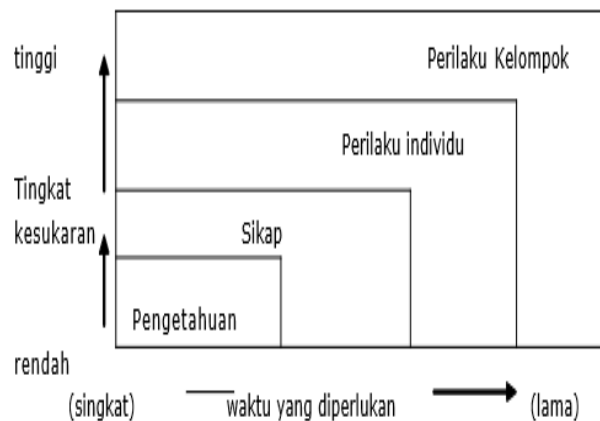 tinggi
Perilaku Kelompok
Perilaku individu
Tingkat
kesukaran
Sikap
Pengetahuan
rendah
(singkat) waktu yang diperlukan (lama)